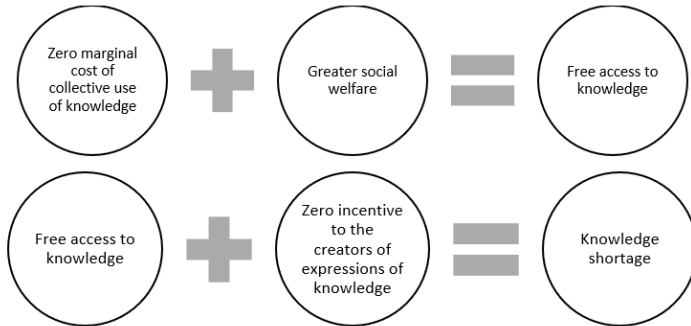 Zero marginal
cost of
collective use
of knowledge
Greater social
welfare
Free access to
knowledge
Free access to
knowledge
Zero incentive
to the
creators of
expressions of
knowledge
Knowledge
shortage